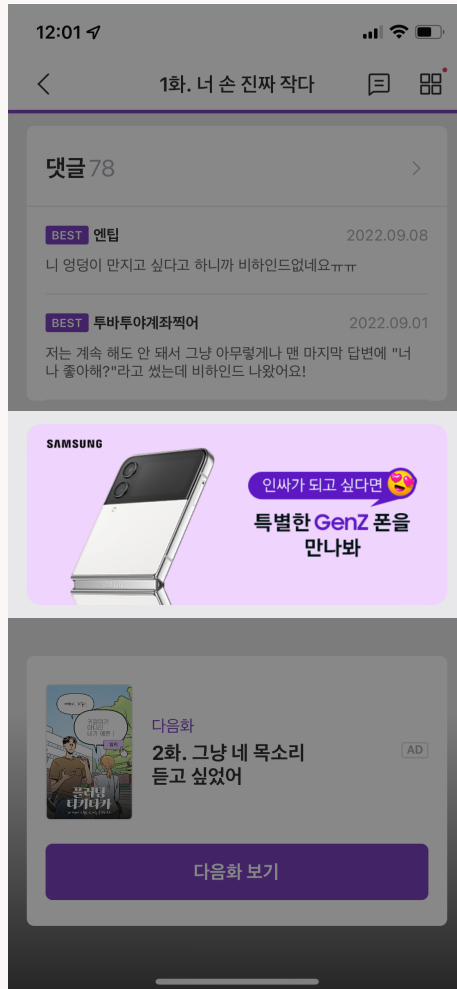 12:01
1화. 너 손 진짜 작다
댓글 78
BEST 엔팁 2022.09.08
니 엉덩이 만지고 싶다고 하니까 비하인드없네요ㅠㅠ
BEST 투바투야계좌찍어 2022.09.01
저는 계속 해도 안 돼서 그냥 아무렇게나 맨 마지막 답변에 "너
나 좋아해?"라고 썼는데 비하인드 나왔어요!
SAMSUNG
인싸가 되고 싶다면
특별한 GenZ 폰을
만나봐
다음화
2화. 그냥 네 목소리
듣고 싶었어
AD
플러팅
티키타카
다음화 보기